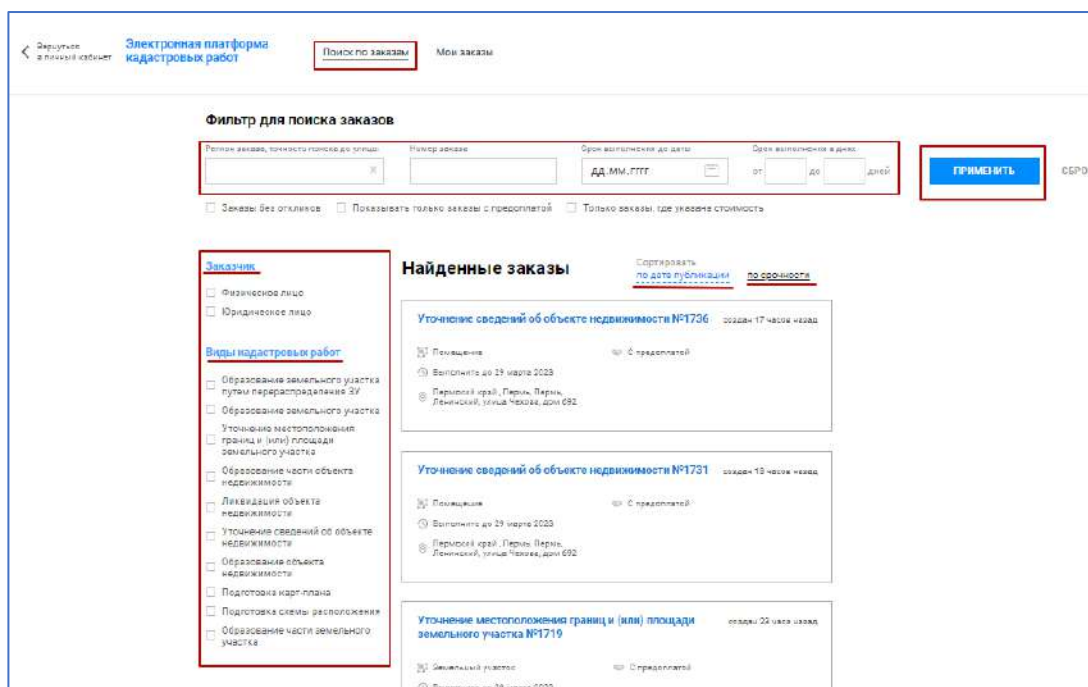 Вернуться
в личный кабинет
Электронная платформа
кадастровых работ
Поиск по заказам
Мои заказы
Фильтр для поиска заказов
Регион заказа, точность поиска до улицы
Номер заказа
Срок выполнения до даты
Срок выполнения в днях
дд.мм.гггг
от
до
дней
ПРИМЕНИТЬ
СБРО
Заказы без откликов
Показывать только заказы с предоплатой
Только заказы, где указана стоимость
Заказчик
Физическое лицо
Юридическое лицо
Виды кадастровых работ
Образование земельного участка
путем перераспределения ЗУ
Образование земельного участка
Уточнение местоположения
границ и (или) площади
земельного участка
Образование части объекта
недвижимости
Ликвидация объекта
недвижимости
Уточнение сведений об объекте
недвижимости
Образование объекта
недвижимости
Подготовка карт-плана
Подготовка схемы расположения
Образование части земельного
участка
Найденные заказы
Сортировать
по дате публикации
по срочности
Уточнение сведений об объекте недвижимости №1736
создан 17 часов назад
Помещение
С предоплатой
Выполнить до 29 марта 2023
Пермский край, Пермь, Пермь,
Ленинский, улица Чехова, дом 692
Уточнение сведений об объекте недвижимости №1731
создан 18 часов назад
Помещение
С предоплатой
Выполнить до 29 марта 2023
Пермский край, Пермь, Пермь,
Ленинский, улица Чехова, дом 692
Уточнение местоположения границ и (или) площади
земельного участка №1719
создан 23 часа назад
Земельный участок
С предоплатой